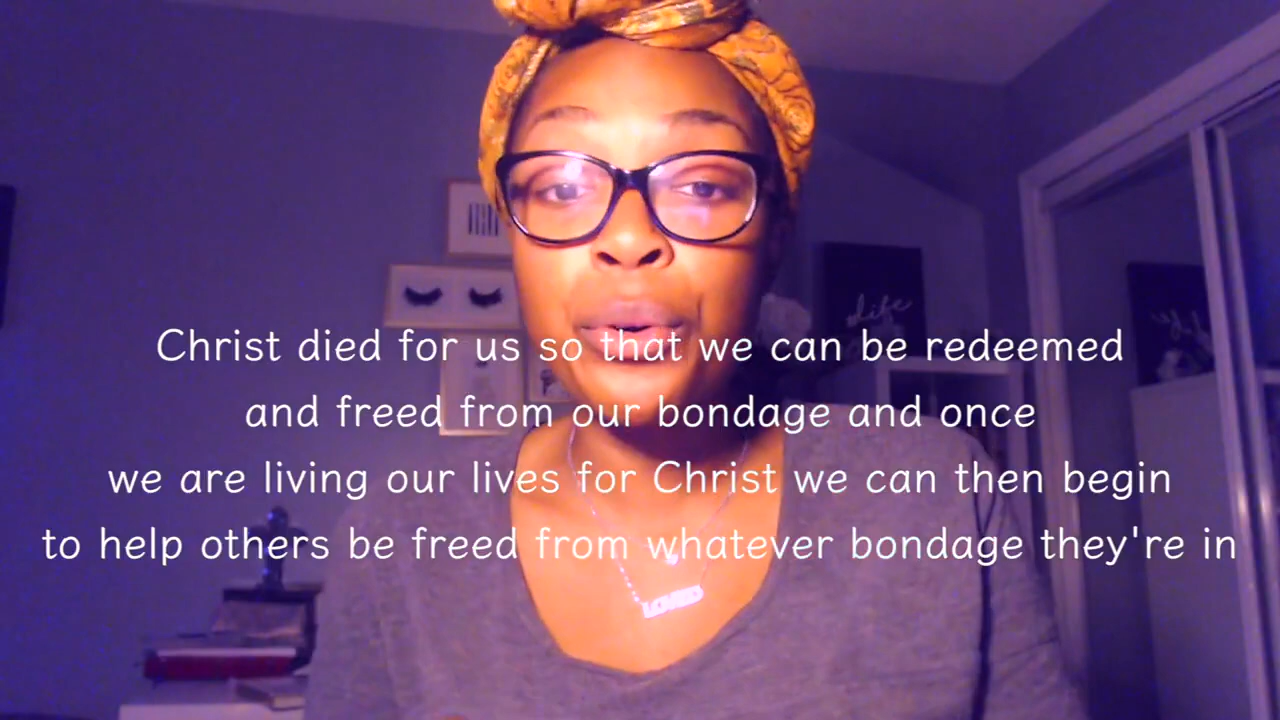 Christ died for us so that we can be redeemed
and freed from our bondage and once
we are living our lives for Christ we can then begin
to help others be freed from whatever bondage they're in
life
LOVED